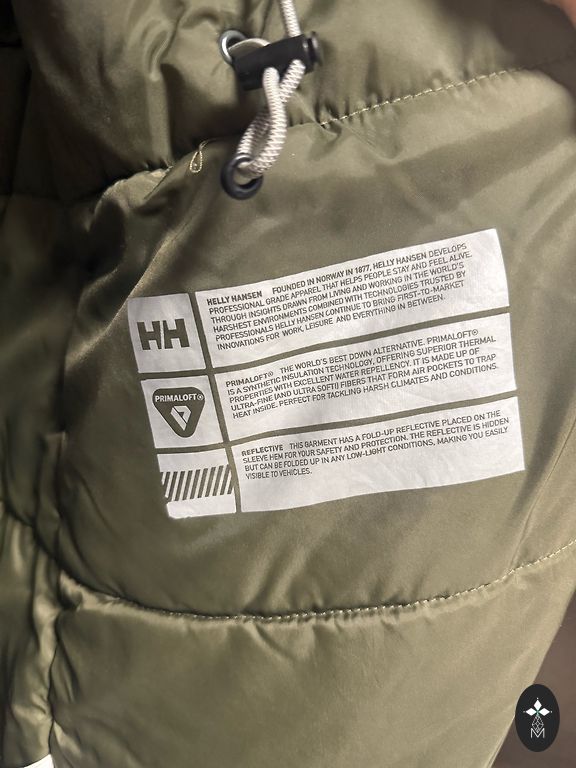 HH
HELLY HANSEN FOUNDED IN NORWAY IN 1877, HELLY HANSEN DEVELOPS
PROFESSIONAL GRADE APPAREL THAT HELPS PEOPLE STAY AND FEEL ALIVE.
THROUGH INSIGHTS DRAWN FROM LIVING AND WORKING IN THE WORLD'S
HARSHEST ENVIRONMENTS COMBINED WITH TECHNOLOGIES TRUSTED BY
PROFESSIONALS HELLY HANSEN CONTINUE TO BRING FIRST-TO-MARKET
INNOVATIONS FOR WORK, LEISURE AND EVERYTHING IN BETWEEN.
PRIMALOFT®
PRIMALOFT® THE WORLD'S BEST DOWN ALTERNATIVE. PRIMALOFT®
IS A SYNTHETIC INSULATION TECHNOLOGY, OFFERING SUPERIOR THERMAL
PROPERTIES WITH EXCELLENT WATER REPELLENCY. IT IS MADE UP OF
ULTRA-FINE (AND ULTRA SOFT!) FIBERS THAT FORM AIR POCKETS TO TRAP
HEAT INSIDE. PERFECT FOR TACKLING HARSH CLIMATES AND CONDITIONS.
REFLECTIVE THIS GARMENT HAS A FOLD-UP REFLECTIVE PLACED ON THE
SLEEVE HEM FOR YOUR SAFETY AND PROTECTION. THE REFLECTIVE IS HIDDEN
BUT CAN BE FOLDED UP IN ANY LOW-LIGHT CONDITIONS, MAKING YOU EASILY
VISIBLE TO VEHICLES.
M